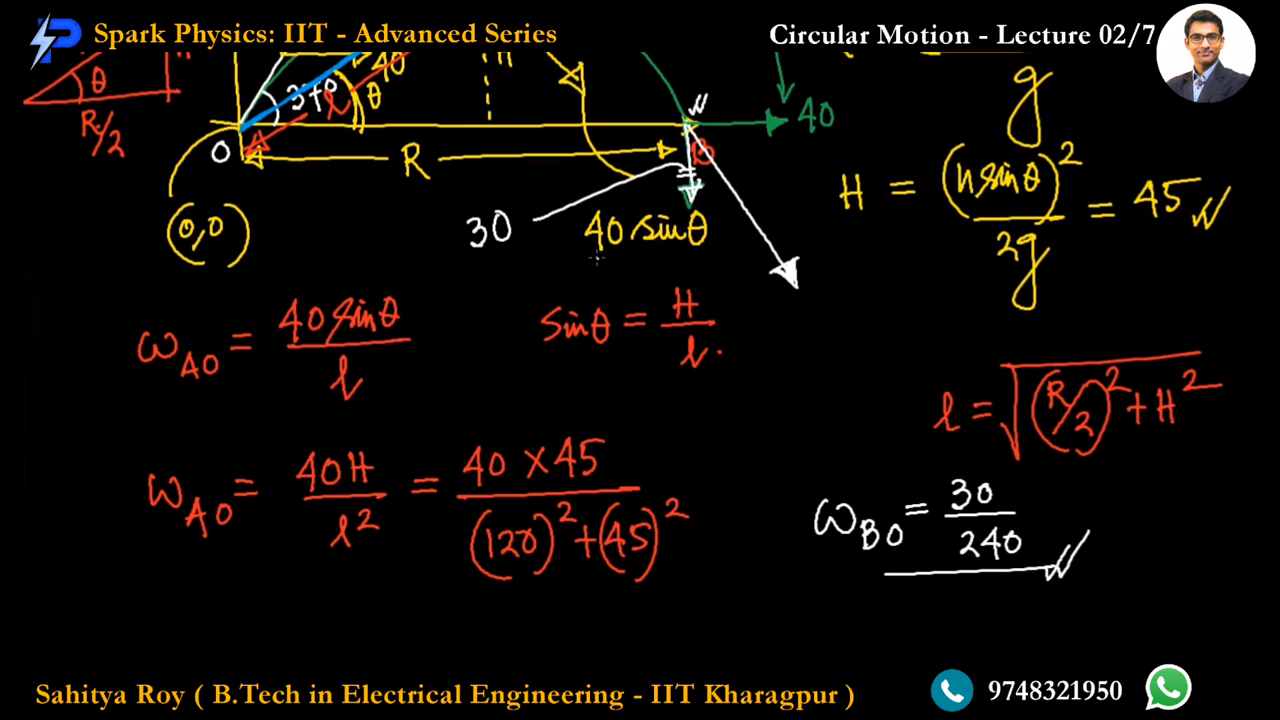 Spark Physics: IIT - Advanced Series
Circular Motion - Lecture 02/7
θ
R/2
37°
l
40
θ
H
40
g
0
R
B
(0,0)
30
40 sinθ
H = (u sinθ)² / 2g = 45
ω_AO = 40 sinθ / l
sinθ = H / l.
l = √((R/2)² + H²)
ω_AO = 40H / l² = 40 × 45 / ((120)² + (45)²)
ω_BO = 30 / 240
Sahitya Roy ( B.Tech in Electrical Engineering - IIT Kharagpur )
9748321950